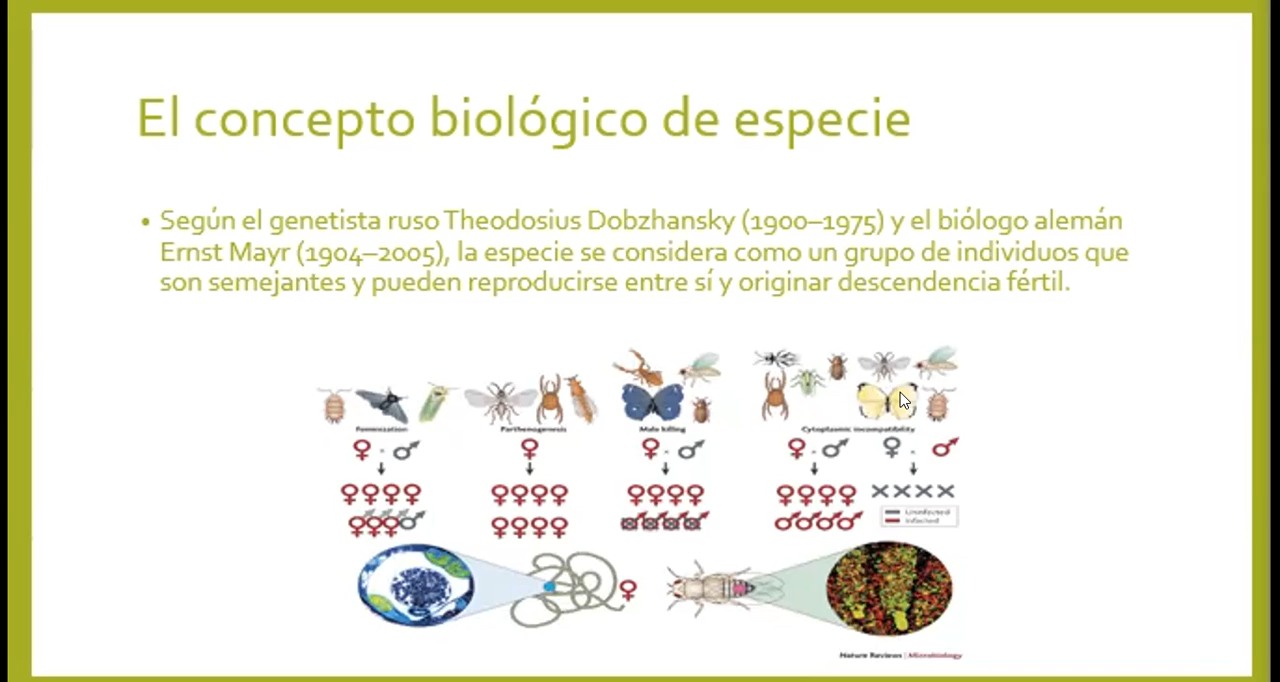 El concepto biológico de especie
• Según el genetista ruso Theodosius Dobzhansky (1900–1975) y el biólogo alemán
Ernst Mayr (1904–2005), la especie se considera como un grupo de individuos que
son semejantes y pueden reproducirse entre sí y originar descendencia fértil.
Feminization Parthenogenesis Male killing Cytoplasmic incompatibility
Uninfected
Infected
Nature Reviews | Microbiology